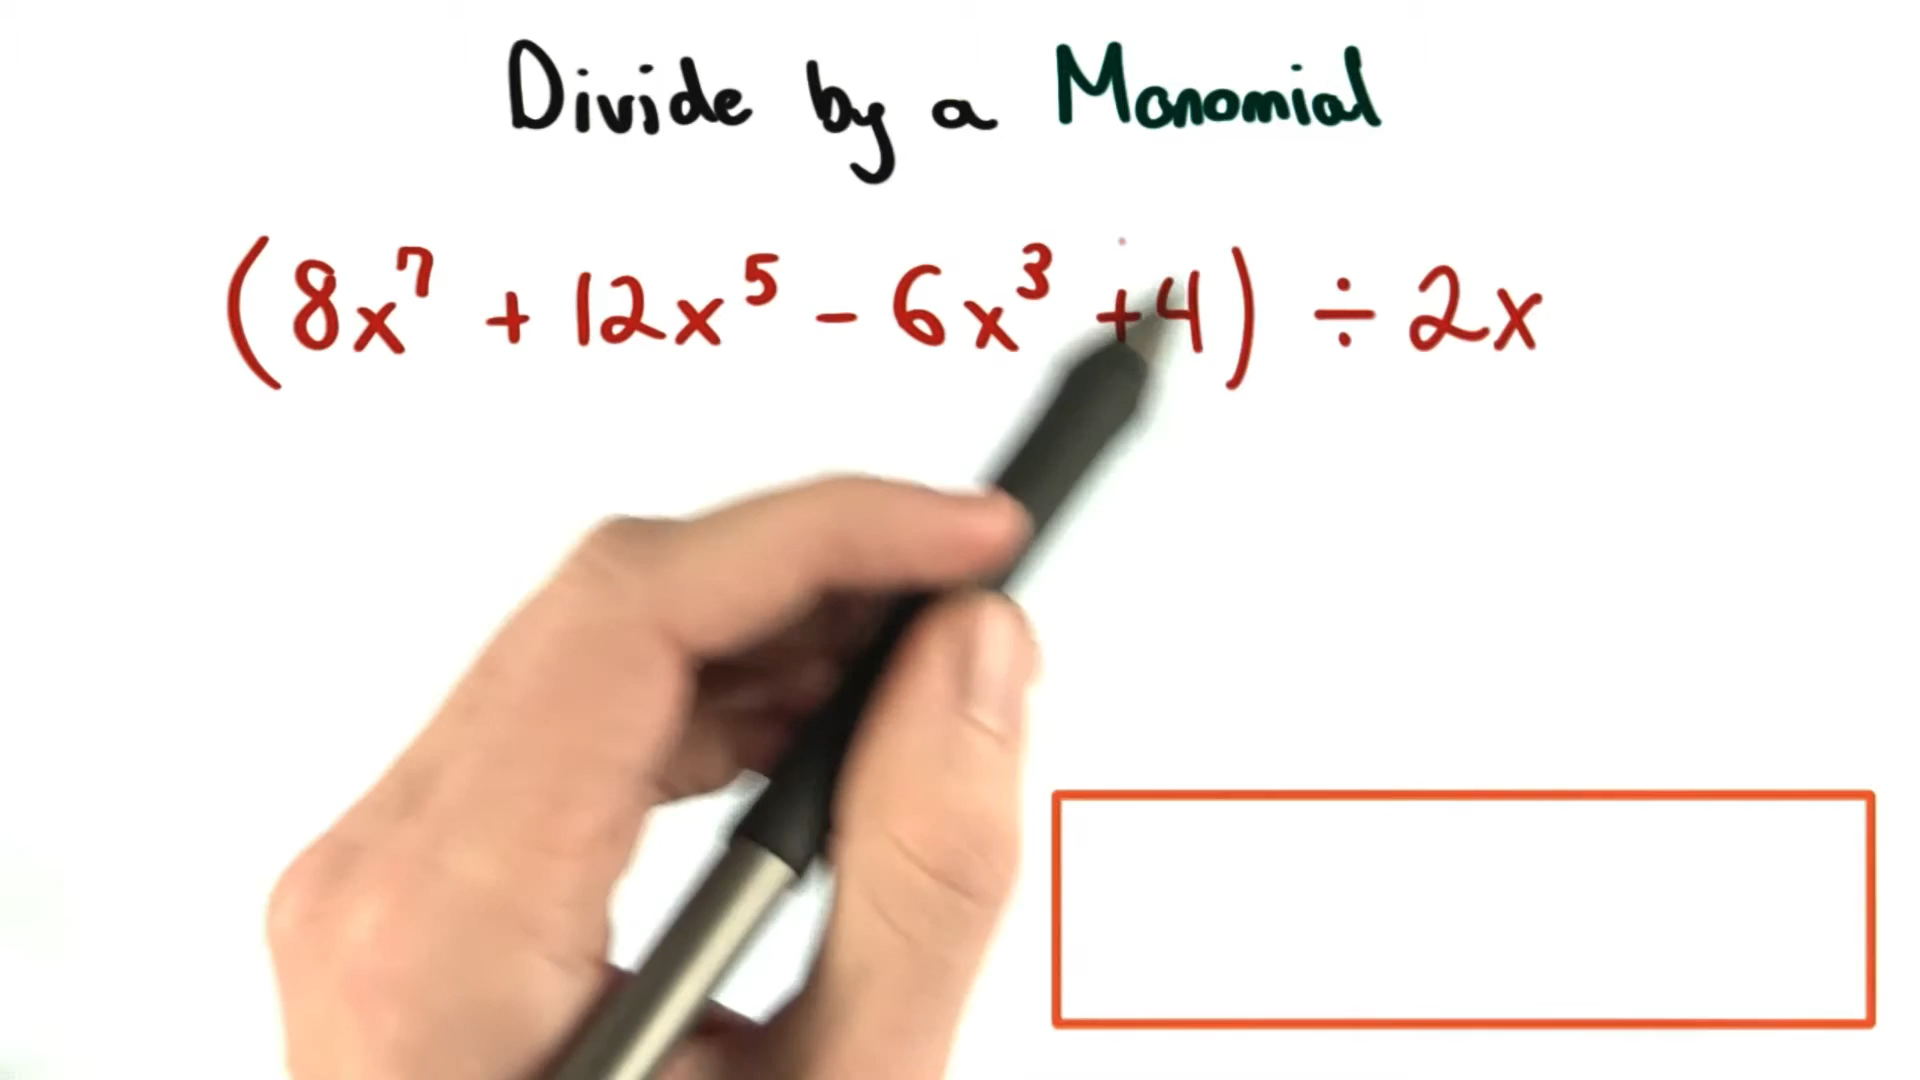 Divide by a Monomial
(8x⁷ + 12x⁵ - 6x³ + 4) ÷ 2x